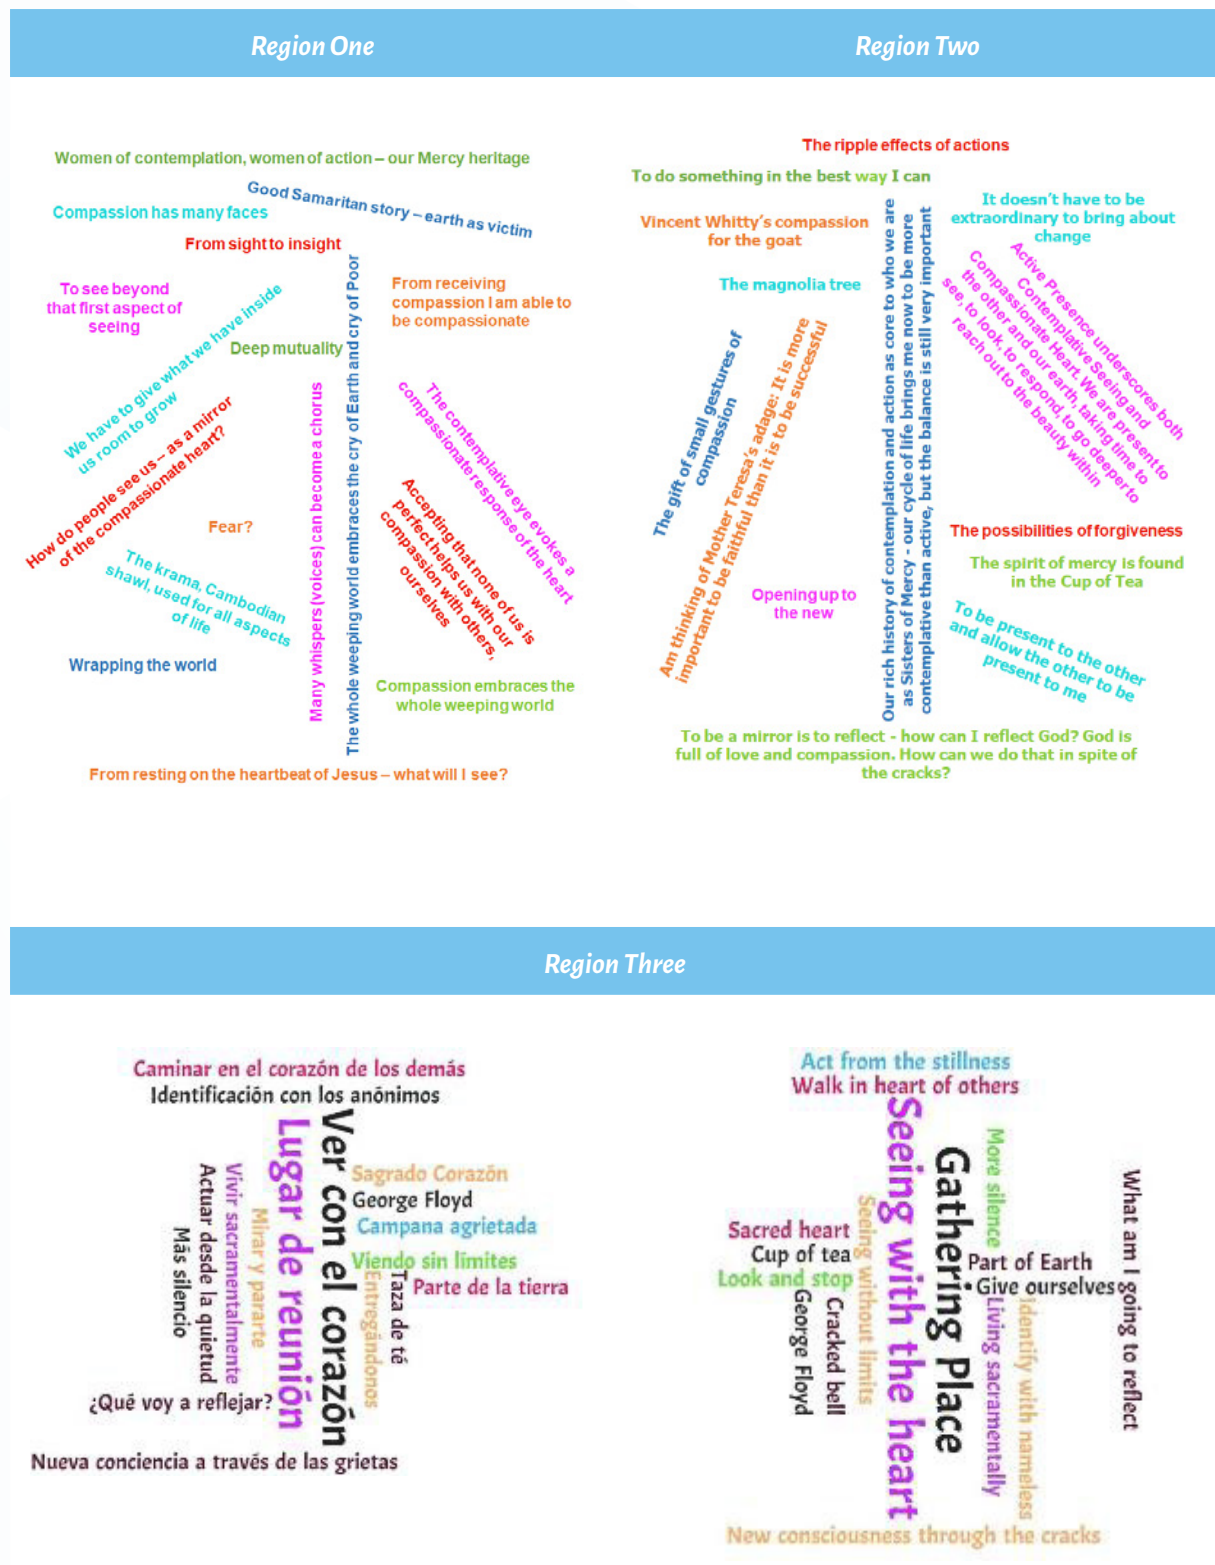 Region One
Women of contemplation, women of action – our Mercy heritage
Good Samaritan story – earth as victim
Compassion has many faces
From sight to insight
To see beyond
that first aspect of
seeing
From receiving
compassion I am able to
be compassionate
We have to give what we have inside
us room to grow
Deep mutuality
How do people see us – as a mirror
of the compassionate heart?
Fear?
The krama, Cambodian
shawl, used for all aspects
of life
Wrapping the world
Many whispers (voices) can become a chorus
The whole weeping world embraces the cry of Earth and cry of Poor
The contemplative eye evokes a
compassionate response of the heart
Accepting that none of us is
perfect helps us with our
compassion with others,
ourselves
Compassion embraces the
whole weeping world
From resting on the heartbeat of Jesus – what will I see?
Region Two
The ripple effects of actions
To do something in the best way I can
Vincent Whitty's compassion
for the goat
The magnolia tree
It doesn't have to be
extraordinary to bring about
change
The gift of small gestures of
compassion
Am thinking of Mother Teresa's adage: It is more
important to be faithful than it is to be successful
Our rich history of contemplation and action as core to who we are
as Sisters of Mercy - our cycle of life brings me now to be more
contemplative than active, but the balance is still very important
Active Presence underscores both
Contemplative Seeing and
Compassionate Heart. We are present to
the other and our earth, taking time to
see, to look, to respond, to go deeper to
reach out to the beauty within
The possibilities of forgiveness
The spirit of mercy is found
in the Cup of Tea
Opening up to
the new
To be present to the other
and allow the other to be
present to me
To be a mirror is to reflect - how can I reflect God? God is
full of love and compassion. How can we do that in spite of
the cracks?
Region Three
Caminar en el corazón de los demás
Identificación con los anónimos
Ver con el corazón
Lugar de reunión
Sagrado Corazón
George Floyd
Campana agrietada
Viendo sin límites
Parte de la tierra
Taza de té
Entregándonos
Mirar y pararte
Vivir sacramentalmente
Actuar desde la quietud
Más silencio
¿Qué voy a reflejar?
Nueva conciencia a través de las grietas
Act from the stillness
Walk in heart of others
Seeing with the heart
Gathering Place
More silence
What am I going to reflect
Seeing without limits
Sacred heart
Cup of tea
Look and stop
Part of Earth
• Give ourselves
George Floyd
Cracked bell
Living sacramentally
Identify with nameless
New consciousness through the cracks